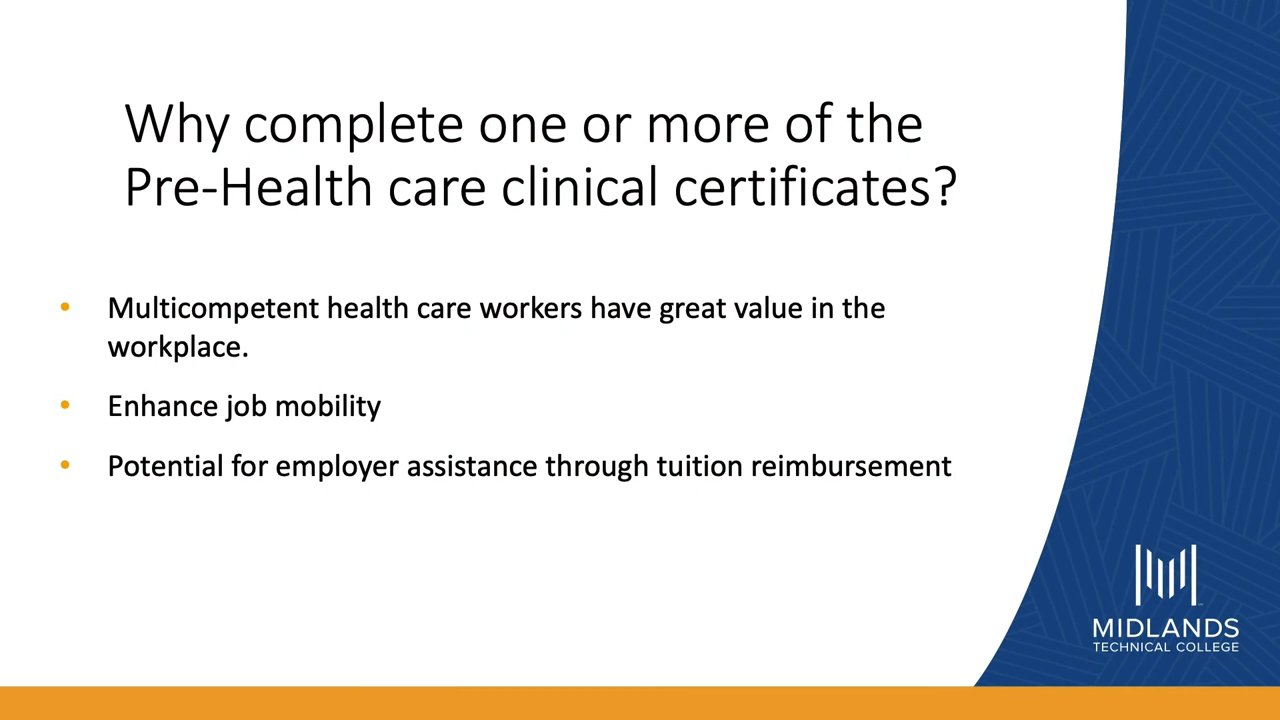 Why complete one or more of the
Pre-Health care clinical certificates?
• Multicompetent health care workers have great value in the
workplace.
• Enhance job mobility
• Potential for employer assistance through tuition reimbursement
MIDLANDS
TECHNICAL COLLEGE